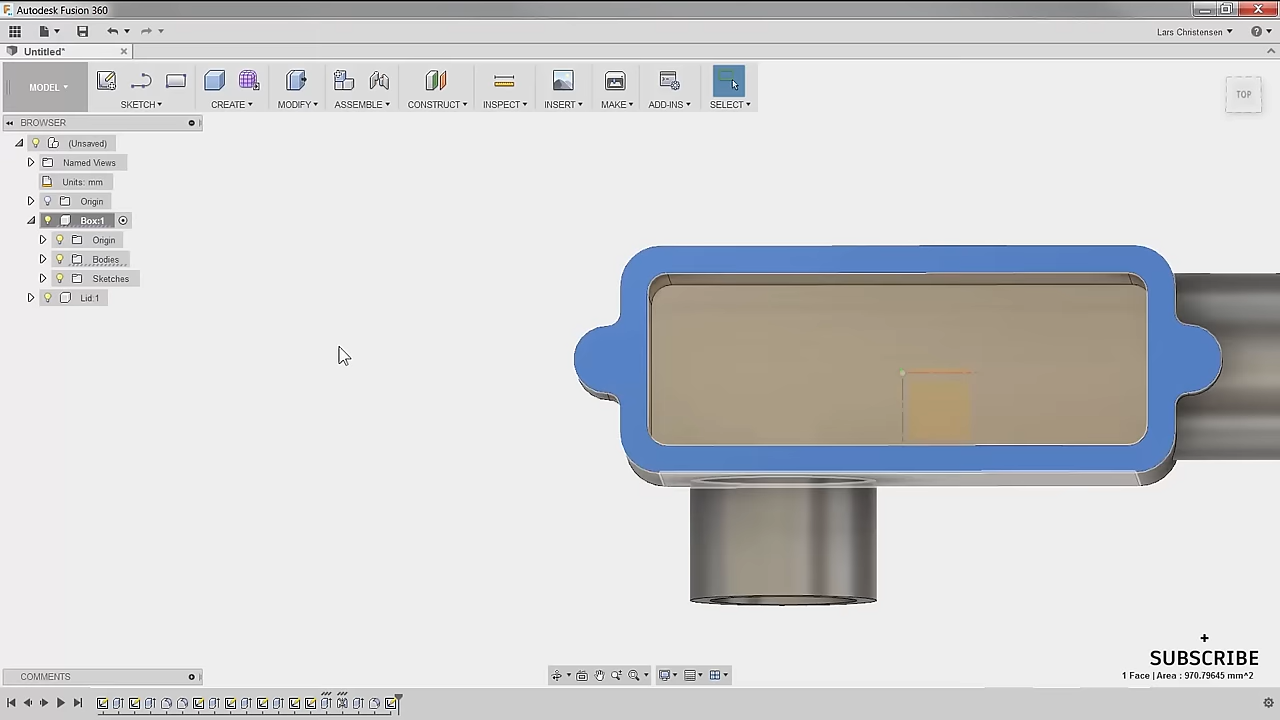 Autodesk Fusion 360
Lars Christensen
Untitled*
MODEL
SKETCH
CREATE
MODIFY
ASSEMBLE
CONSTRUCT
INSPECT
INSERT
MAKE
ADD-INS
SELECT
TOP
BROWSER
(Unsaved)
Named Views
Units: mm
Origin
Box:1
Origin
Bodies
Sketches
Lid:1
+
SUBSCRIBE
1 Face | Area : 970.79645 mm^2
COMMENTS